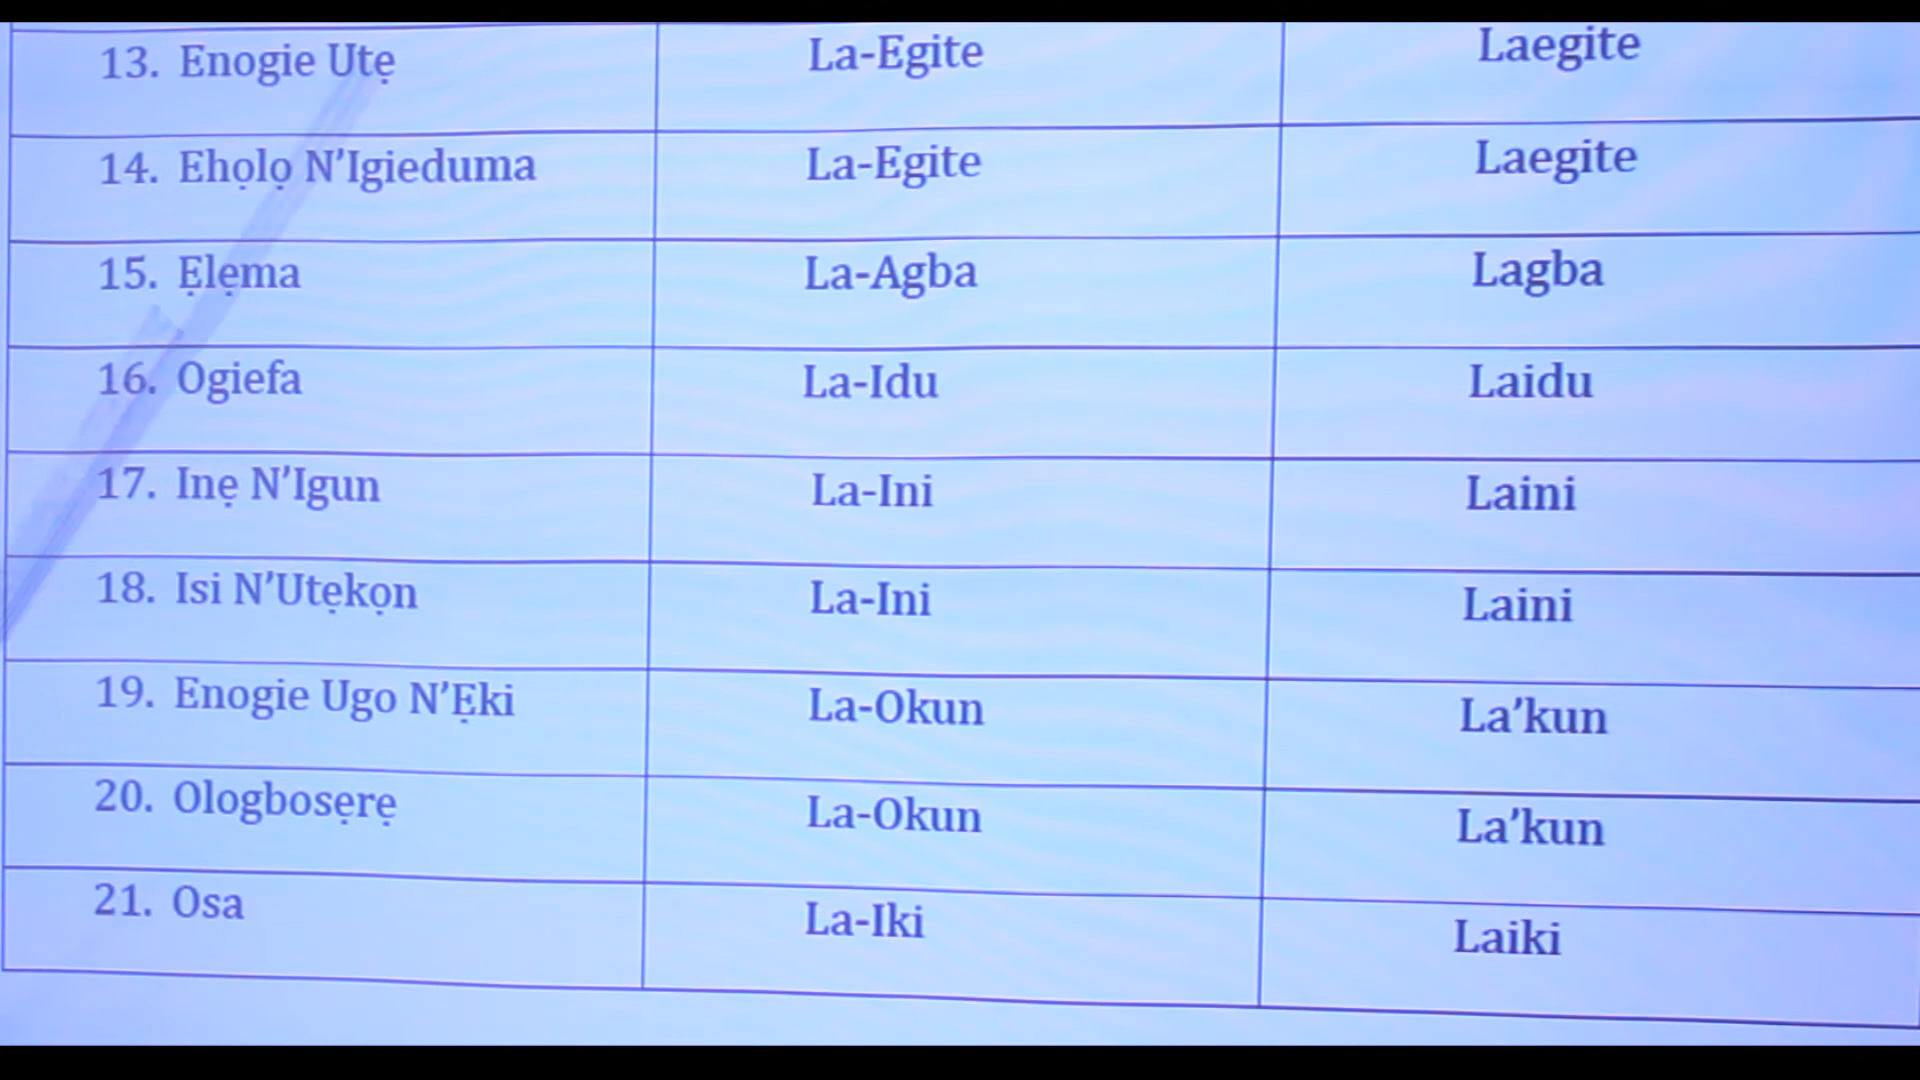 13. Enogie Utẹ La-Egite Laegite
14. Ehọlọ N’Igieduma La-Egite Laegite
15. Ẹlẹma La-Agba Lagba
16. Ogiefa La-Idu Laidu
17. Inẹ N’Igun La-Ini Laini
18. Isi N’Utẹkọn La-Ini Laini
19. Enogie Ugo N’Ẹki La-Okun La’kun
20. Ologbosẹrẹ La-Okun La’kun
21. Osa La-Iki Laiki